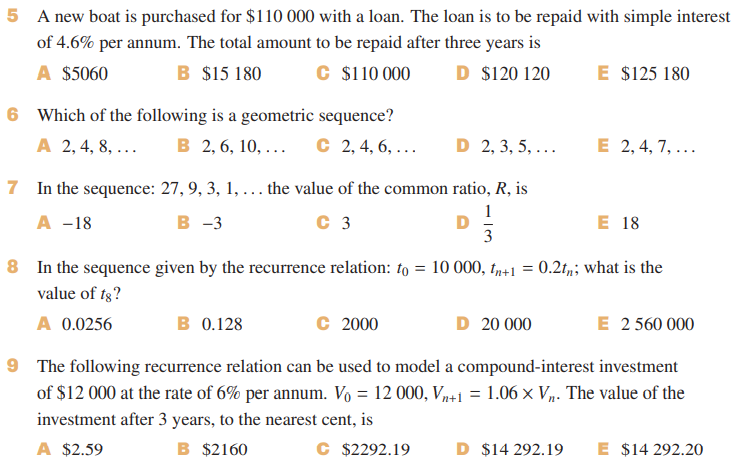 5 A new boat is purchased for $110 000 with a loan. The loan is to be repaid with simple interest
of 4.6% per annum. The total amount to be repaid after three years is
A $5060 B $15 180 C $110 000 D $120 120 E $125 180
6 Which of the following is a geometric sequence?
A 2, 4, 8, . . . B 2, 6, 10, . . . C 2, 4, 6, . . . D 2, 3, 5, . . . E 2, 4, 7, . . .
7 In the sequence: 27, 9, 3, 1, . . . the value of the common ratio, R, is
A −18 B −3 C 3 D 1/3 E 18
8 In the sequence given by the recurrence relation: t₀ = 10 000, tₙ₊₁ = 0.2tₙ; what is the
value of t₈?
A 0.0256 B 0.128 C 2000 D 20 000 E 2 560 000
9 The following recurrence relation can be used to model a compound-interest investment
of $12 000 at the rate of 6% per annum. V₀ = 12 000, Vₙ₊₁ = 1.06 × Vₙ. The value of the
investment after 3 years, to the nearest cent, is
A $2.59 B $2160 C $2292.19 D $14 292.19 E $14 292.20